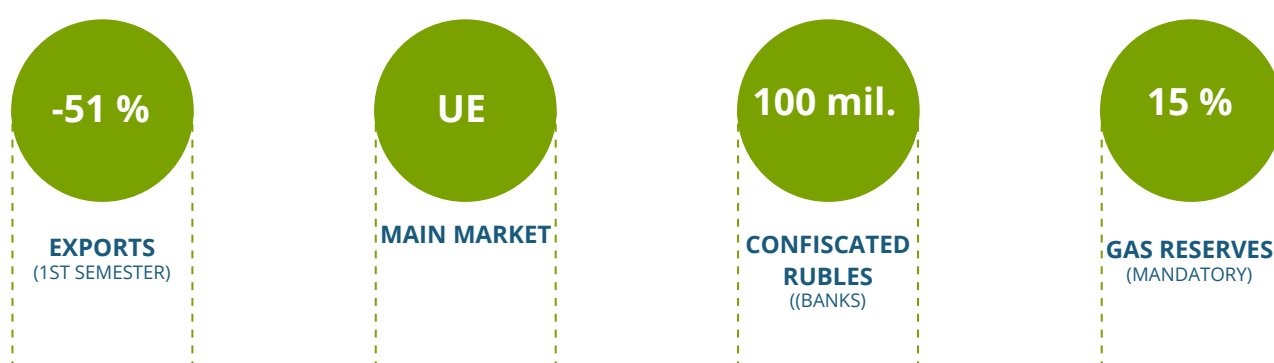 -51 %
EXPORTS
(1ST SEMESTER)
UE
MAIN MARKET
100 mil.
CONFISCATED
RUBLES
((BANKS)
15 %
GAS RESERVES
(MANDATORY)